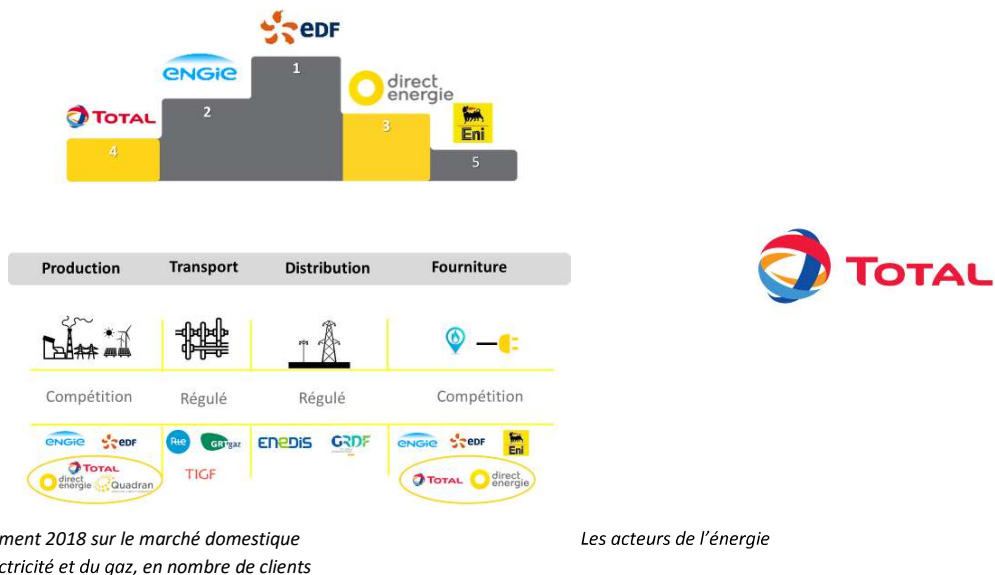 edF
ENGIE
1
direct
energie
2
TOTAL
3
Eni
4
5
Production Transport Distribution Fourniture
TOTAL
Compétition Régulé Régulé Compétition
ENGIE edF Rte GRTgaz ENEDIS GRDF ENGIE edF Eni
TOTAL
direct
energie Quadran
TIGF
TOTAL direct
energie
ment 2018 sur le marché domestique
Les acteurs de l’énergie
ctricité et du gaz, en nombre de clients